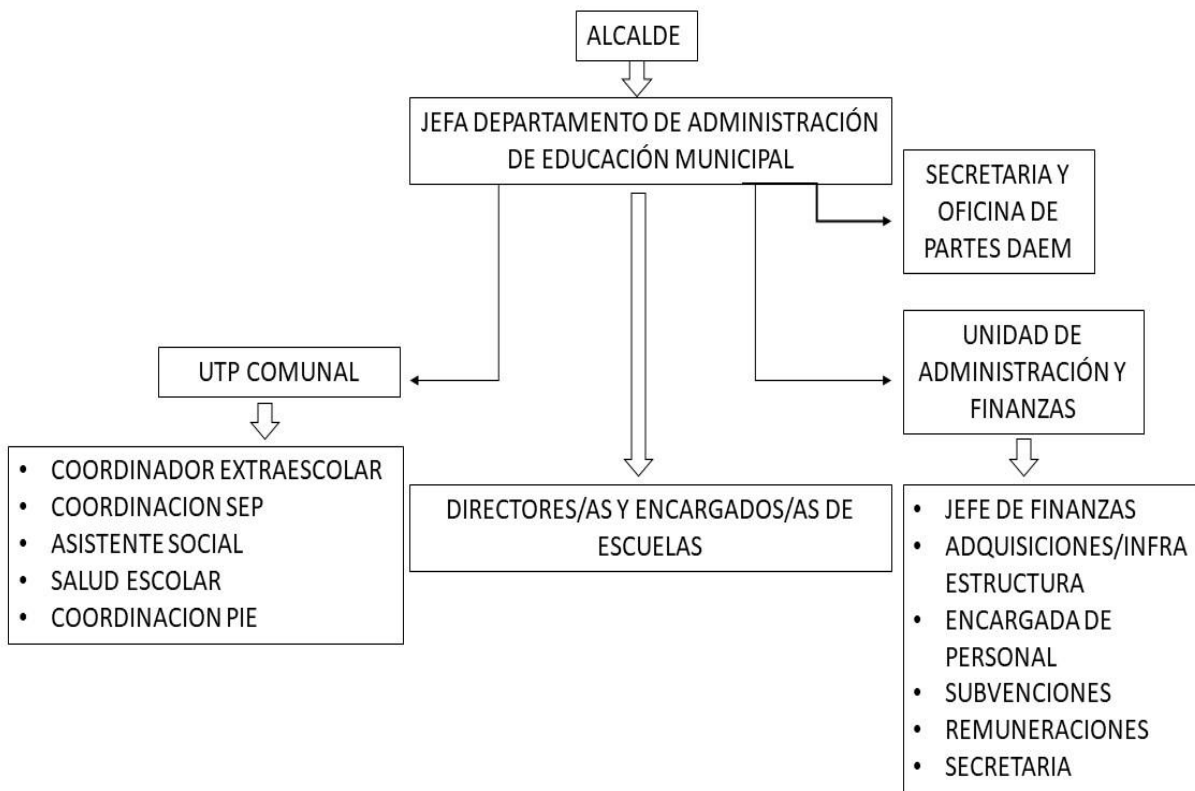 ALCALDE
JEFA DEPARTAMENTO DE ADMINISTRACIÓN
DE EDUCACIÓN MUNICIPAL
SECRETARIA Y
OFICINA DE
PARTES DAEM
UTP COMUNAL
UNIDAD DE
ADMINISTRACIÓN Y
FINANZAS
• COORDINADOR EXTRAESCOLAR
• COORDINACION SEP
• ASISTENTE SOCIAL
• SALUD ESCOLAR
• COORDINACION PIE
DIRECTORES/AS Y ENCARGADOS/AS DE
ESCUELAS
• JEFE DE FINANZAS
• ADQUISICIONES/INFRA
ESTRUCTURA
• ENCARGADA DE
PERSONAL
• SUBVENCIONES
• REMUNERACIONES
• SECRETARIA